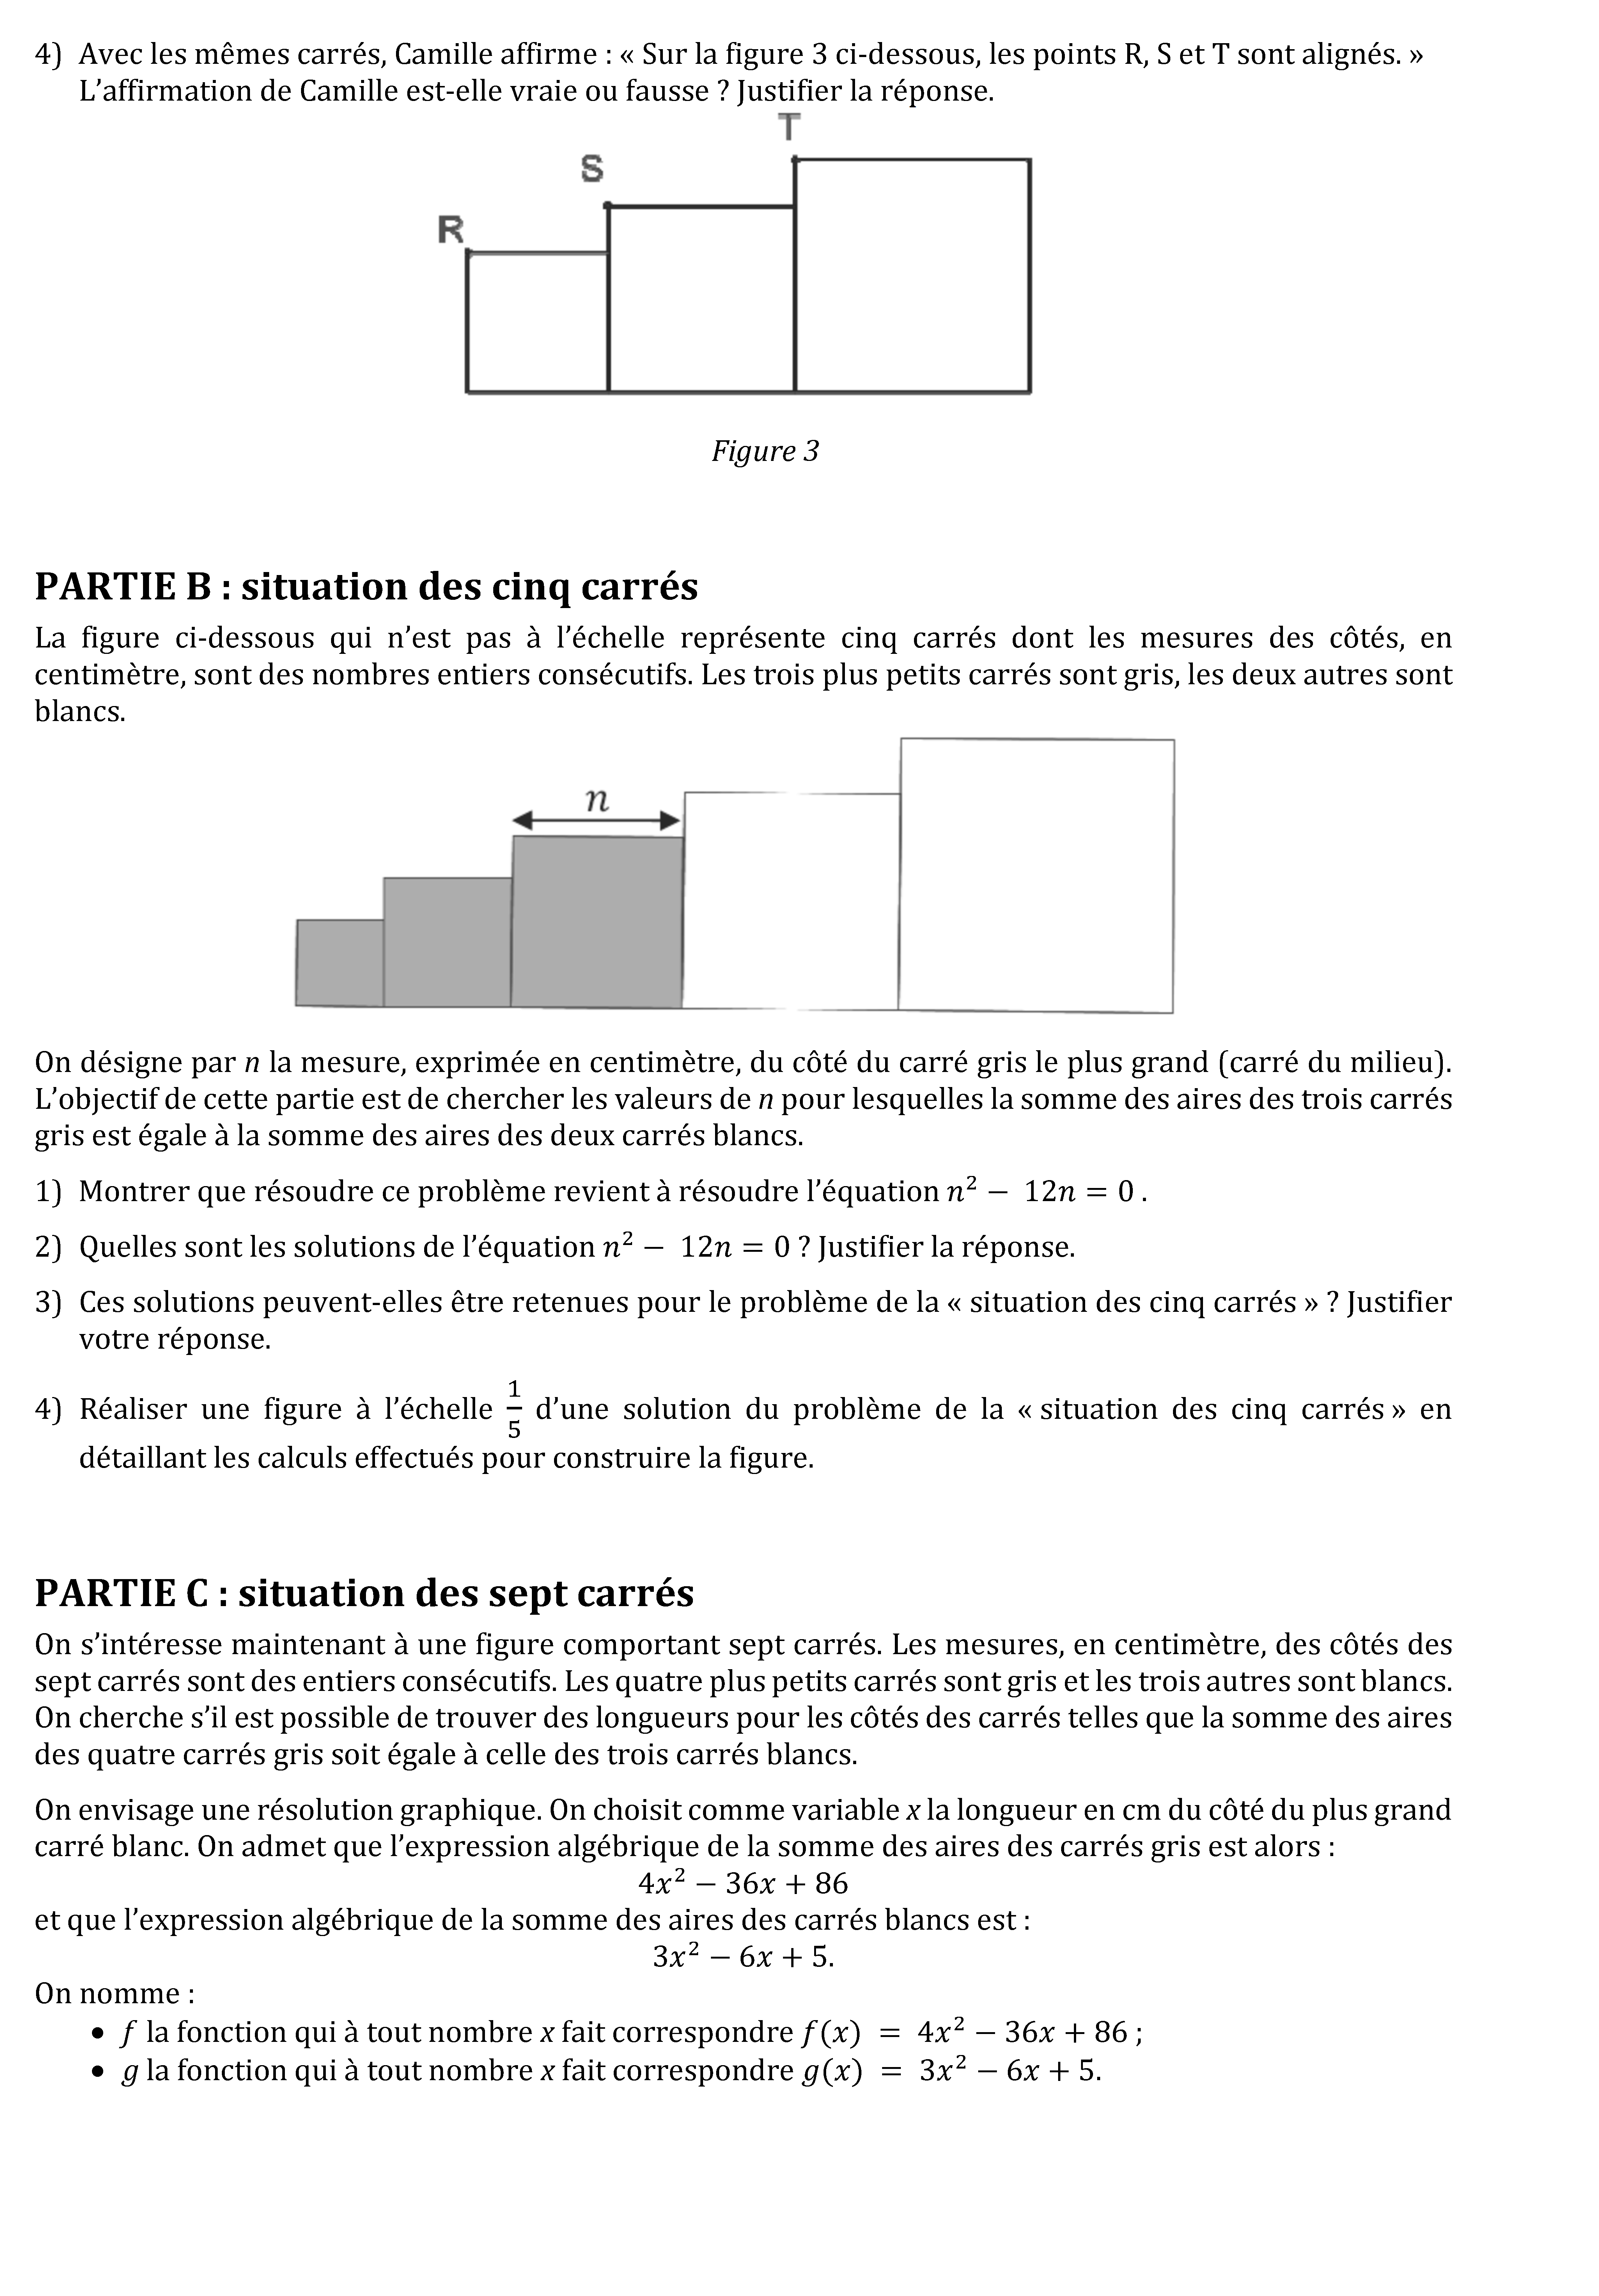 4) Avec les mêmes carrés, Camille affirme : « Sur la figure 3 ci-dessous, les points R, S et T sont alignés. »
L’affirmation de Camille est-elle vraie ou fausse ? Justifier la réponse.
T
S
R
Figure 3
PARTIE B : situation des cinq carrés
La figure ci-dessous qui n’est pas à l’échelle représente cinq carrés dont les mesures des côtés, en
centimètre, sont des nombres entiers consécutifs. Les trois plus petits carrés sont gris, les deux autres sont
blancs.
n
On désigne par n la mesure, exprimée en centimètre, du côté du carré gris le plus grand (carré du milieu).
L’objectif de cette partie est de chercher les valeurs de n pour lesquelles la somme des aires des trois carrés
gris est égale à la somme des aires des deux carrés blancs.
1) Montrer que résoudre ce problème revient à résoudre l’équation n² − 12n = 0 .
2) Quelles sont les solutions de l’équation n² − 12n = 0 ? Justifier la réponse.
3) Ces solutions peuvent-elles être retenues pour le problème de la « situation des cinq carrés » ? Justifier
votre réponse.
4) Réaliser une figure à l’échelle 1/5 d’une solution du problème de la « situation des cinq carrés » en
détaillant les calculs effectués pour construire la figure.
PARTIE C : situation des sept carrés
On s’intéresse maintenant à une figure comportant sept carrés. Les mesures, en centimètre, des côtés des
sept carrés sont des entiers consécutifs. Les quatre plus petits carrés sont gris et les trois autres sont blancs.
On cherche s’il est possible de trouver des longueurs pour les côtés des carrés telles que la somme des aires
des quatre carrés gris soit égale à celle des trois carrés blancs.
On envisage une résolution graphique. On choisit comme variable x la longueur en cm du côté du plus grand
carré blanc. On admet que l’expression algébrique de la somme des aires des carrés gris est alors :
4x² − 36x + 86
et que l’expression algébrique de la somme des aires des carrés blancs est :
3x² − 6x + 5.
On nomme :
• f la fonction qui à tout nombre x fait correspondre f(x) = 4x² − 36x + 86 ;
• g la fonction qui à tout nombre x fait correspondre g(x) = 3x² − 6x + 5.